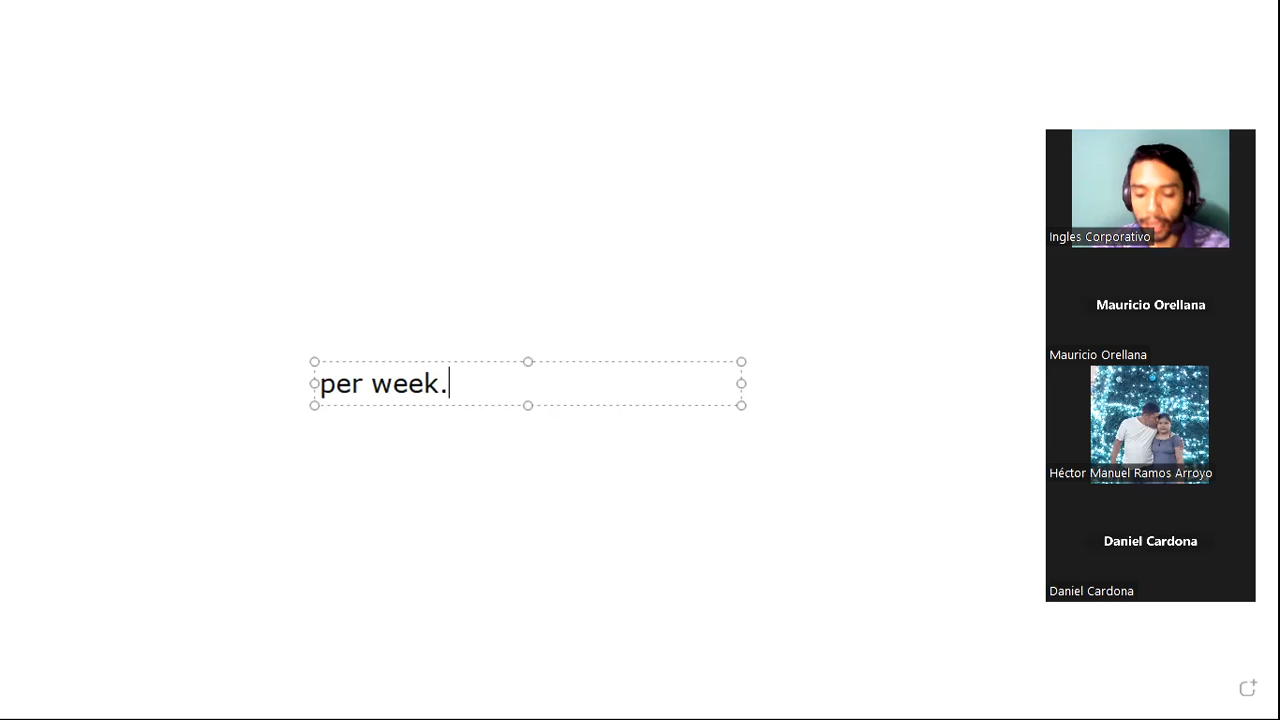 per week.
Ingles Corporativo
Mauricio Orellana
Mauricio Orellana
Héctor Manuel Ramos Arroyo
Daniel Cardona
Daniel Cardona